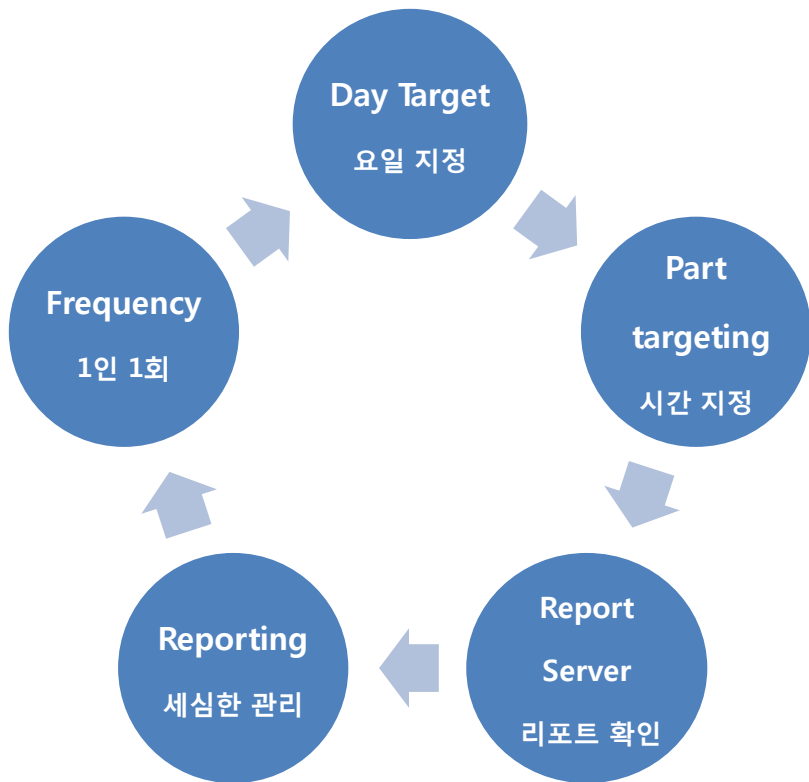 Day Target
요일 지정
Part
targeting
시간 지정
Report
Server
리포트 확인
Reporting
세심한 관리
Frequency
1인 1회